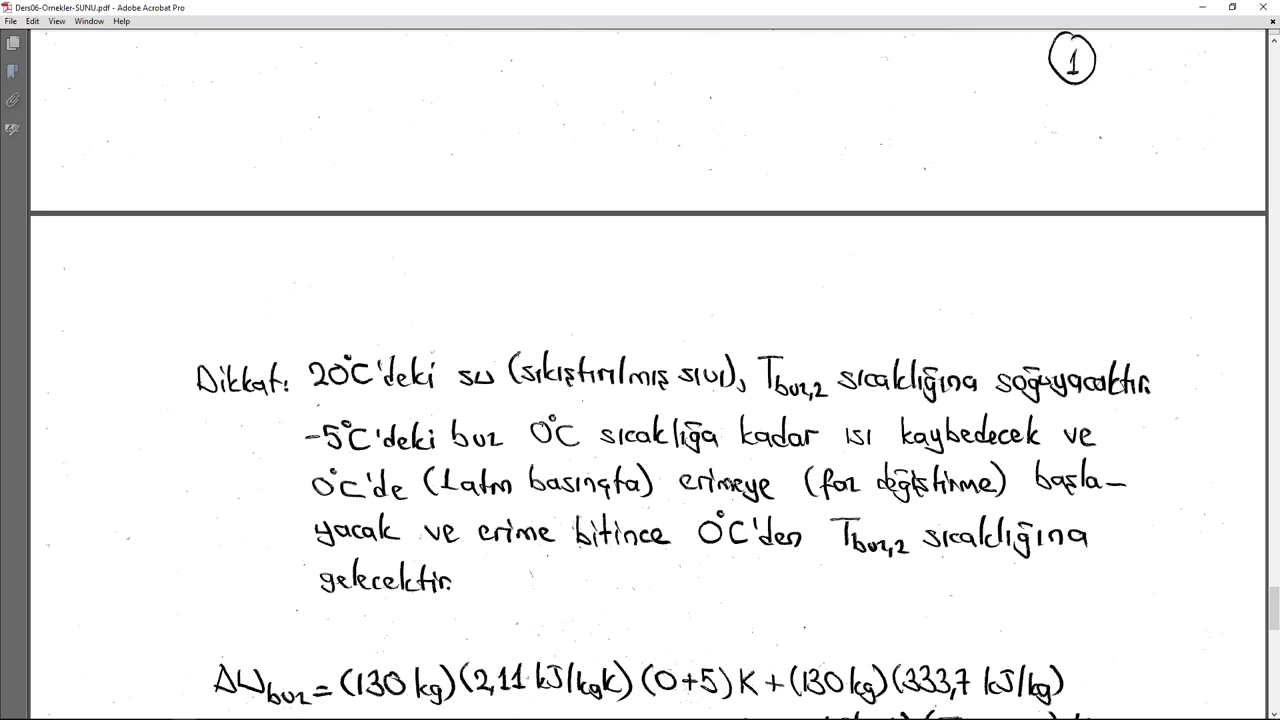 Ders06-Ornekler-SUNU.pdf - Adobe Acrobat Pro
File Edit View Window Help
1
Dikkat: 20°C'deki su (sıkıştırılmış sıvı), Tbuz,2 sıcaklığına soğuyacaktır.
-5°C'deki buz 0°C sıcaklığa kadar ısı kaybedecek ve
0°C'de (1atm basınçta) erimeye (faz değiştirme) başla-
yacak ve erime bitince 0°C'den Tbuz,2 sıcaklığına
gelecektir.
ΔUbuz = (130 kg)(2,11 kJ/kgK)(0+5)K + (130 kg)(333,7 kJ/kg)